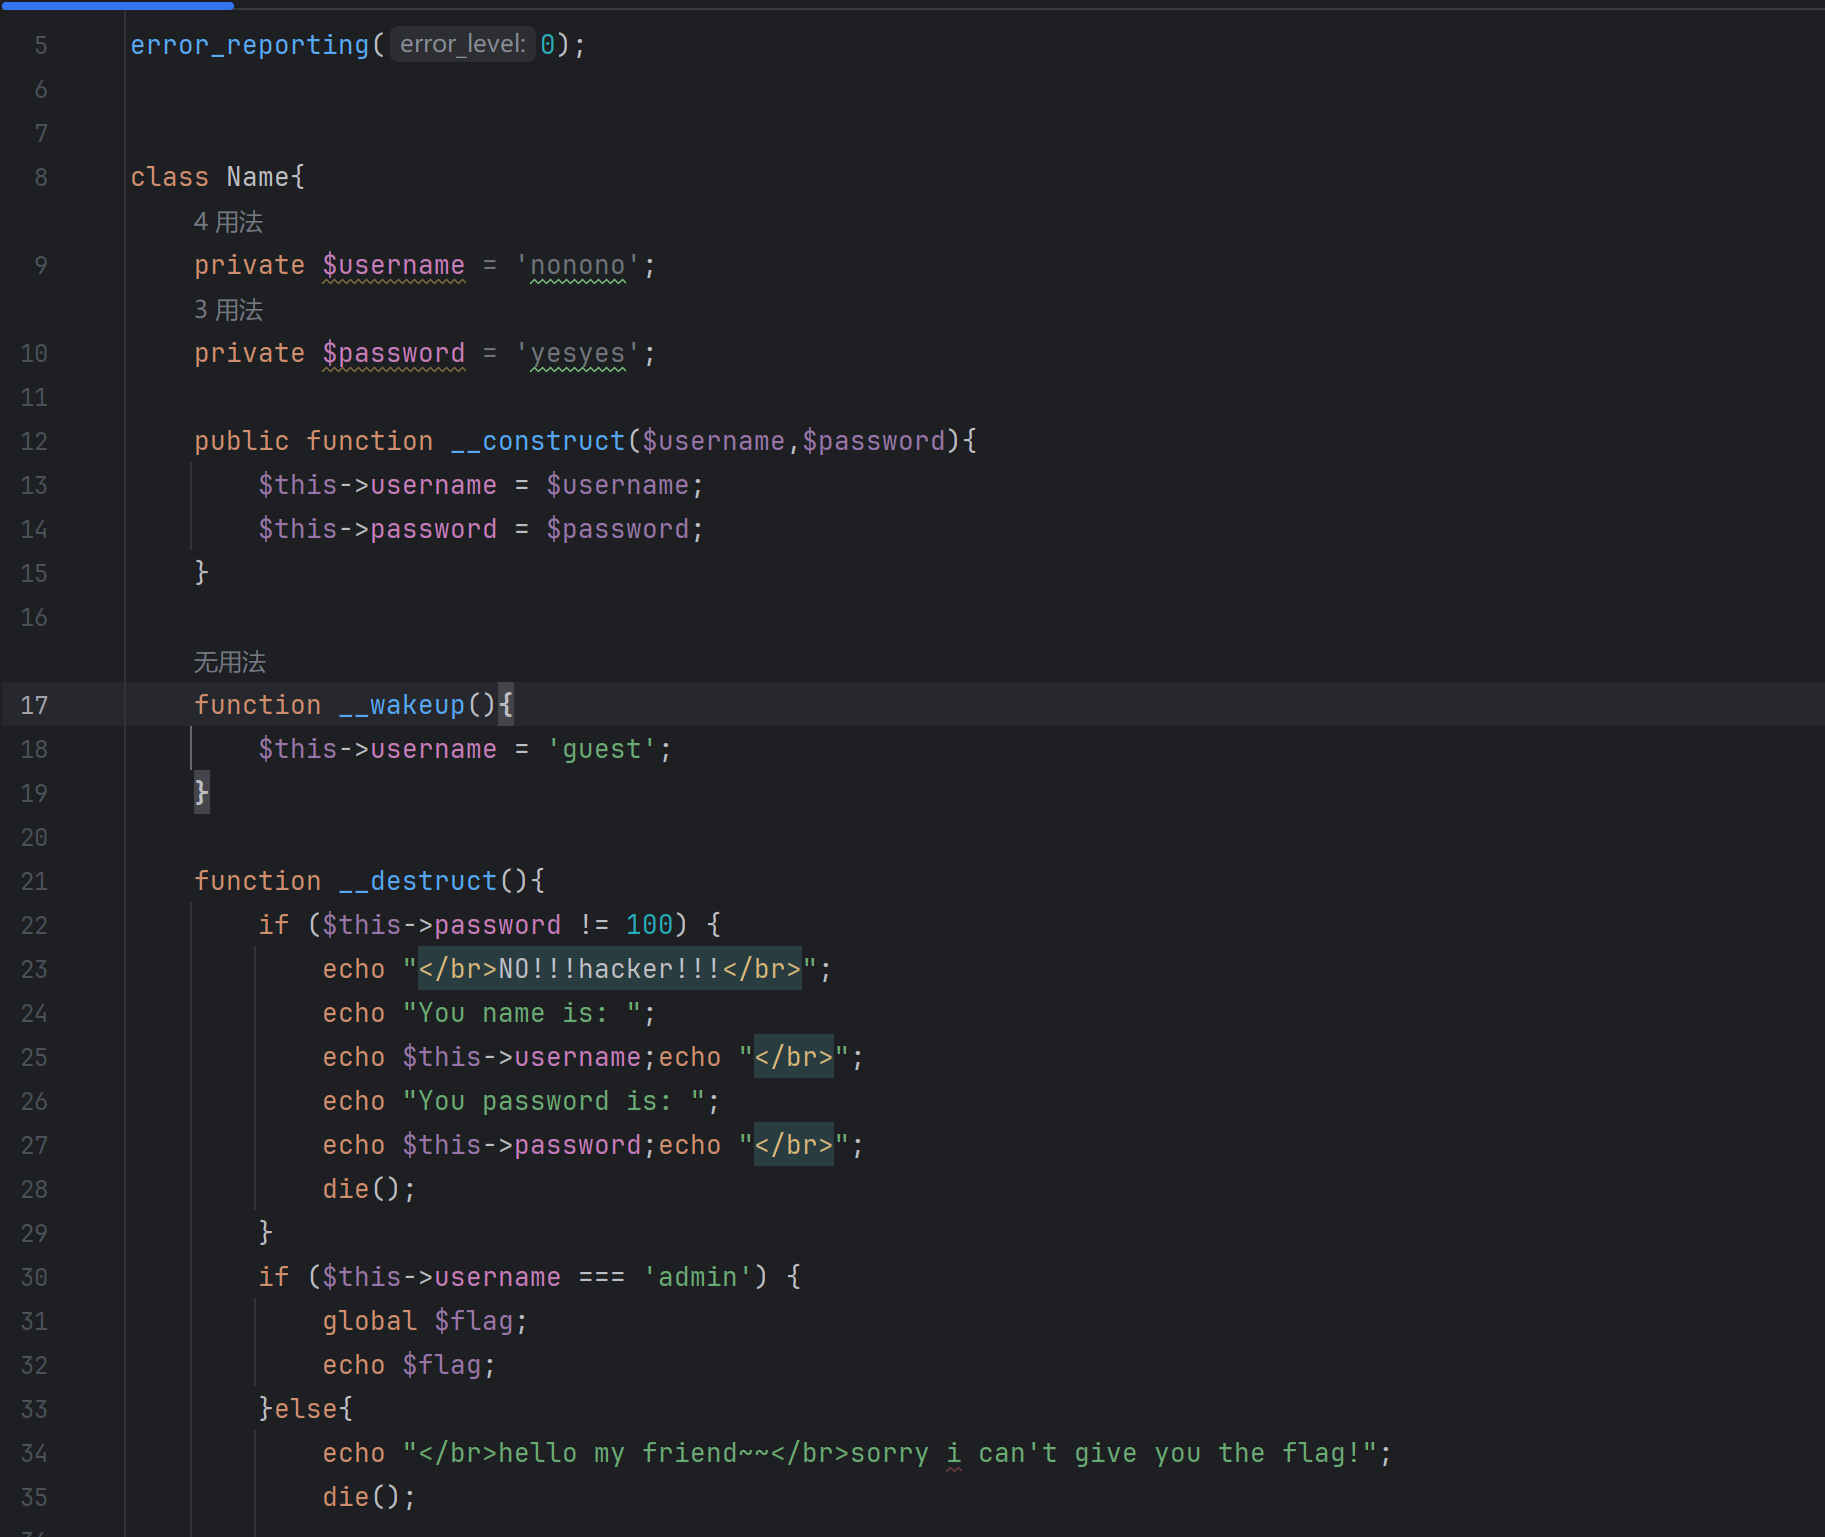 5 error_reporting( error_level: 0);
6
7
8 class Name{
4 用法
9 private $username = 'nonono';
3 用法
10 private $password = 'yesyes';
11
12 public function __construct($username,$password){
13 $this->username = $username;
14 $this->password = $password;
15 }
16
无用法
17 function __wakeup(){
18 $this->username = 'guest';
19 }
20
21 function __destruct(){
22 if ($this->password != 100) {
23 echo "</br>NO!!!hacker!!!</br>";
24 echo "You name is: ";
25 echo $this->username;echo "</br>";
26 echo "You password is: ";
27 echo $this->password;echo "</br>";
28 die();
29 }
30 if ($this->username === 'admin') {
31 global $flag;
32 echo $flag;
33 }else{
34 echo "</br>hello my friend~~</br>sorry i can't give you the flag!";
35 die();